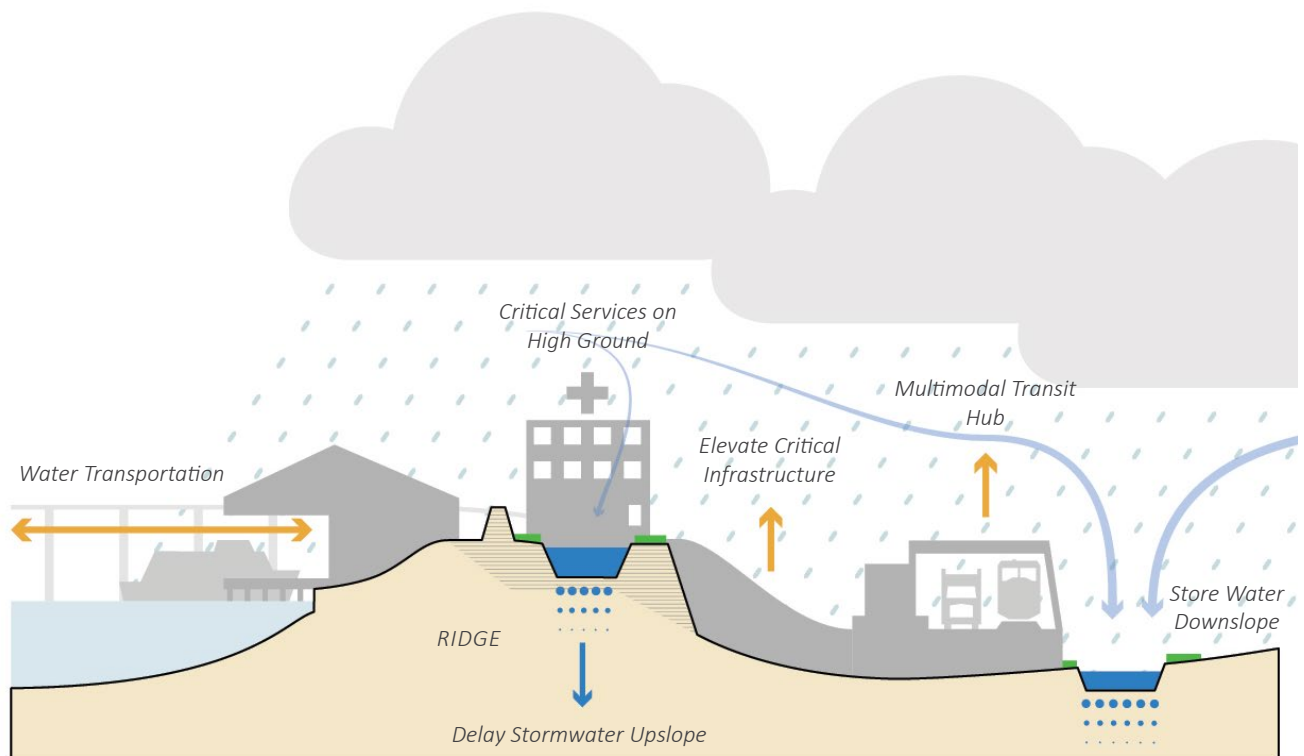 Critical Services on
High Ground
Multimodal Transit
Hub
Elevate Critical
Infrastructure
Water Transportation
Store Water
Downslope
RIDGE
Delay Stormwater Upslope